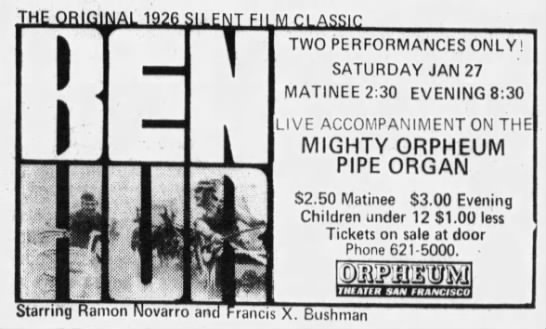 THE ORIGINAL 1926 SILENT FILM CLASSIC
BEN
HUR
TWO PERFORMANCES ONLY!
SATURDAY JAN 27
MATINEE 2:30 EVENING 8:30
LIVE ACCOMPANIMENT ON THE
MIGHTY ORPHEUM
PIPE ORGAN
$2.50 Matinee $3.00 Evening
Children under 12 $1.00 less
Tickets on sale at door
Phone 621-5000.
ORPHEUM
THEATER SAN FRANCISCO
Starring Ramon Novarro and Francis X. Bushman